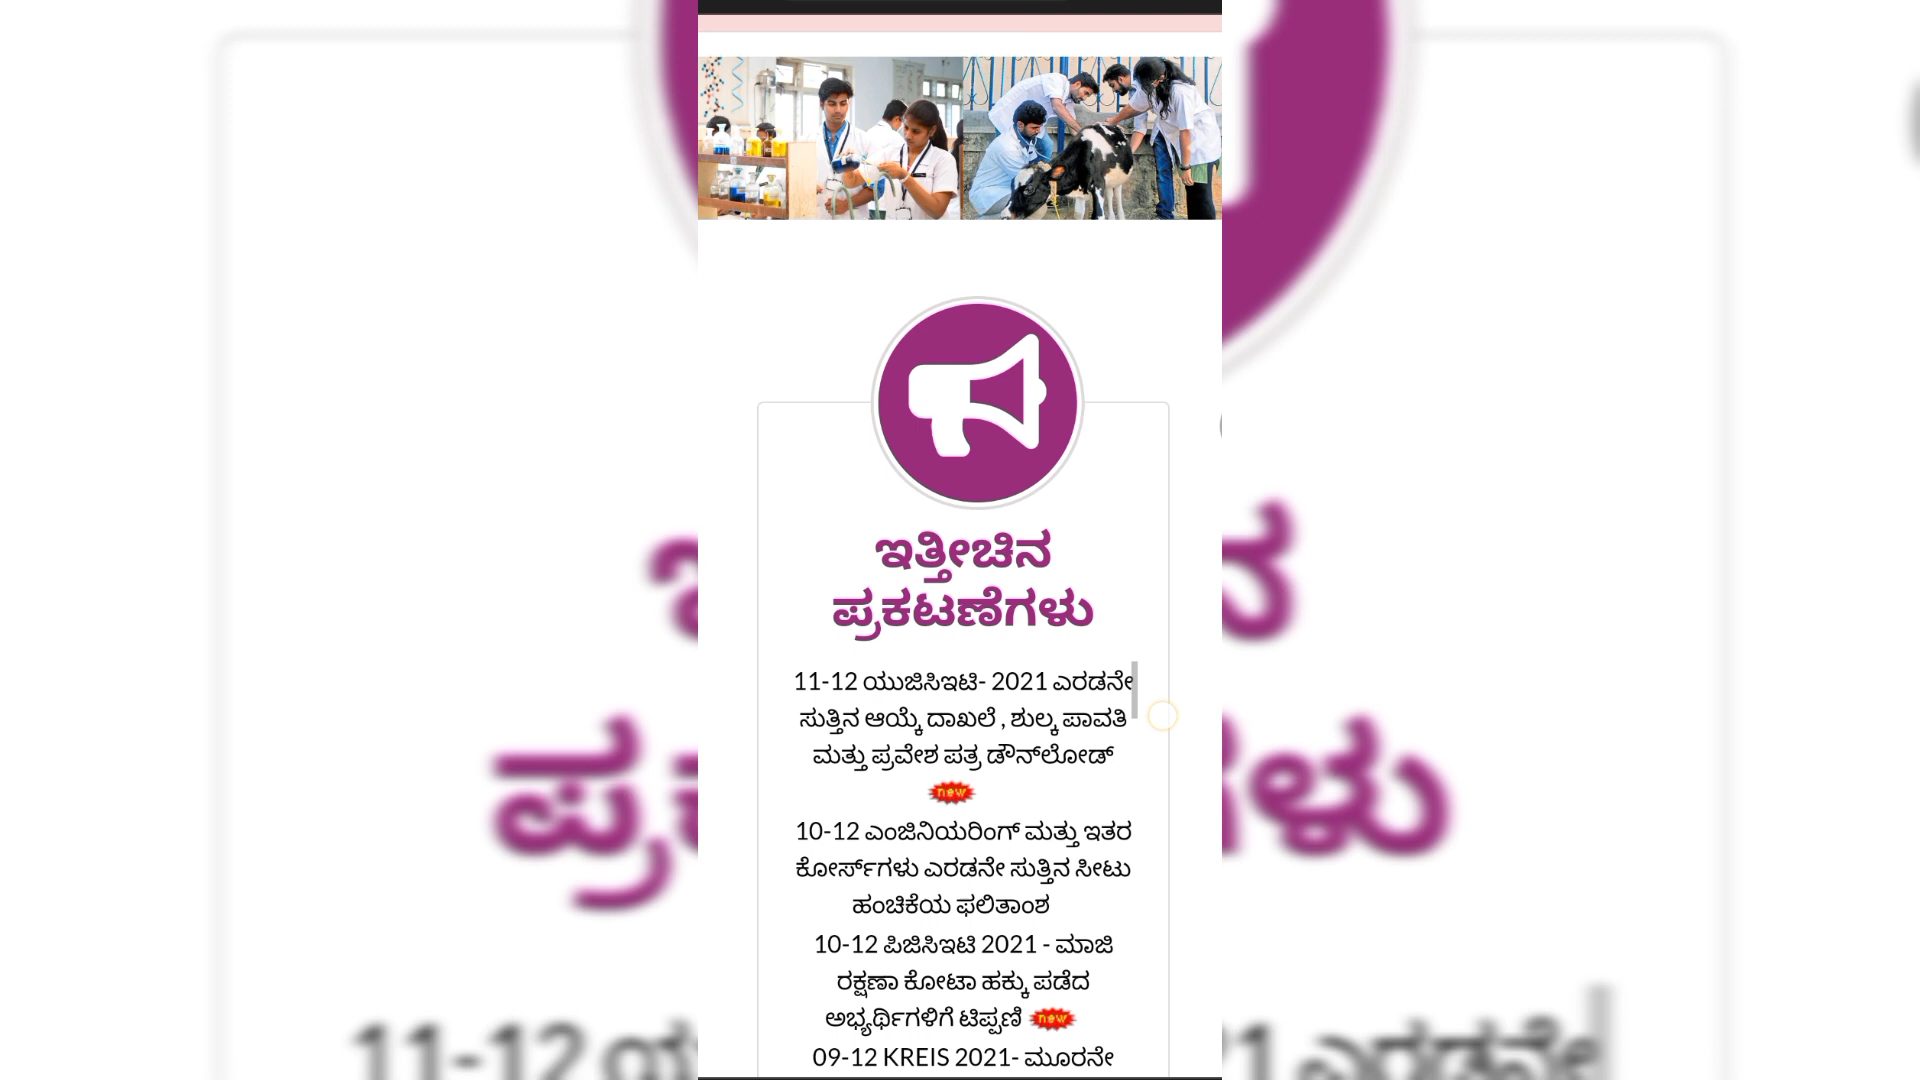 ಇತ್ತೀಚಿನ
ಪ್ರಕಟಣೆಗಳು
11-12 ಯುಜಿಸಿಇಟಿ- 2021 ಎರಡನೇ
ಸುತ್ತಿನ ಆಯ್ಕೆ ದಾಖಲೆ , ಶುಲ್ಕ ಪಾವತಿ
ಮತ್ತು ಪ್ರವೇಶ ಪತ್ರ ಡೌನ್‌ಲೋಡ್
new
10-12 ಎಂಜಿನಿಯರಿಂಗ್ ಮತ್ತು ಇತರ
ಕೋರ್ಸ್‌ಗಳು ಎರಡನೇ ಸುತ್ತಿನ ಸೀಟು
ಹಂಚಿಕೆಯ ಫಲಿತಾಂಶ
10-12 ಪಿಜಿಸಿಇಟಿ 2021 - ಮಾಜಿ
ರಕ್ಷಣಾ ಕೋಟಾ ಹಕ್ಕು ಪಡೆದ
ಅಭ್ಯರ್ಥಿಗಳಿಗೆ ಟಿಪ್ಪಣಿ new
09-12 KREIS 2021- ಮೂರನೇ